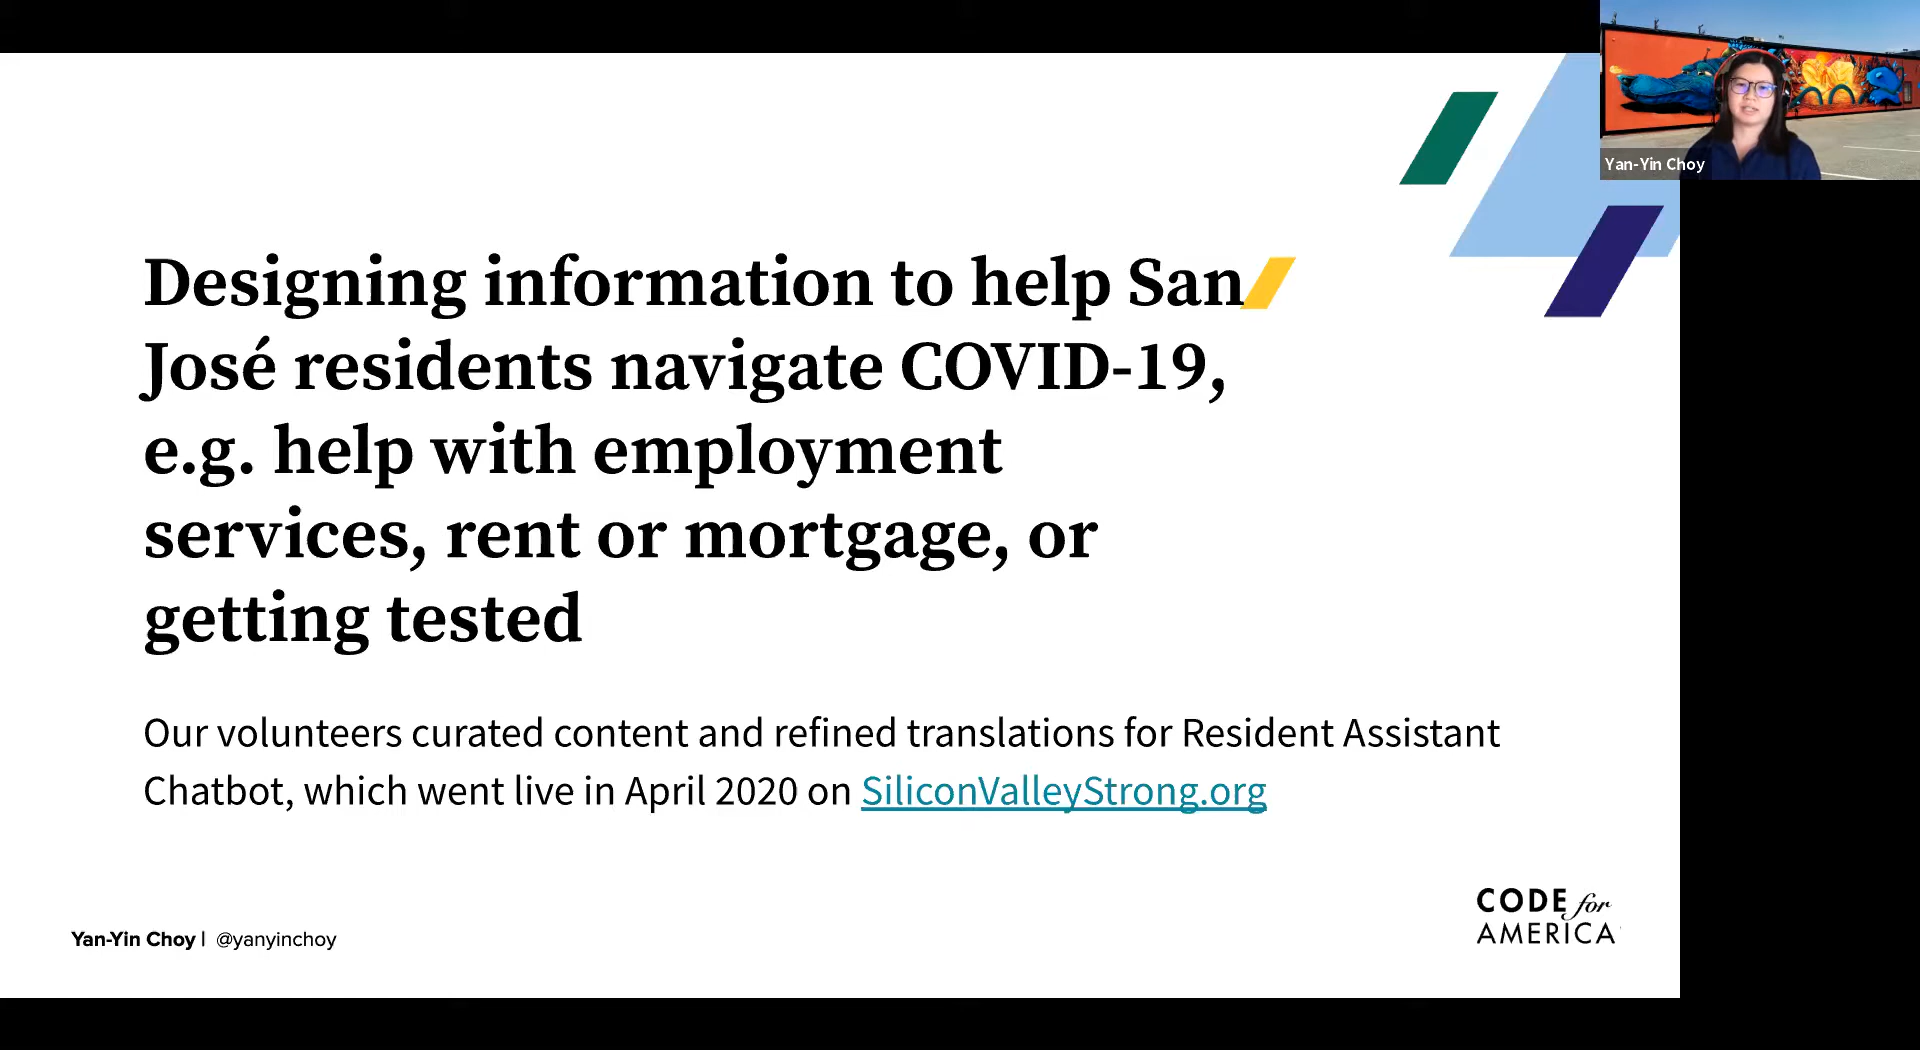 Yan-Yin Choy
Designing information to help San
José residents navigate COVID-19,
e.g. help with employment
services, rent or mortgage, or
getting tested
Our volunteers curated content and refined translations for Resident Assistant
Chatbot, which went live in April 2020 on SiliconValleyStrong.org
Yan-Yin Choy | @yanyinchoy
CODE for
AMERICA